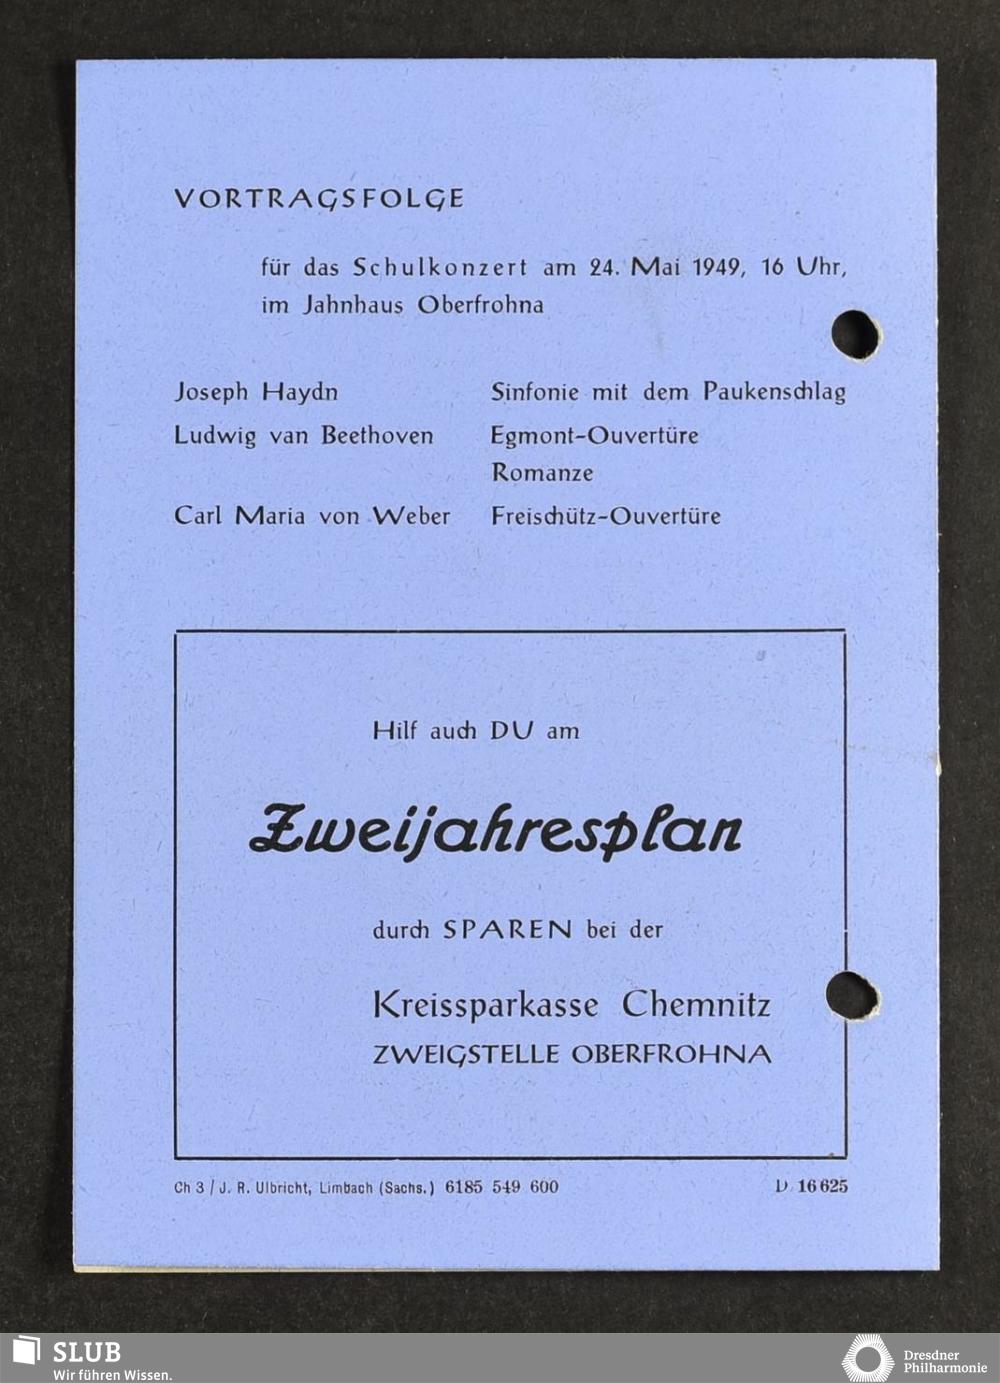 VORTRAGSFOLGE
für das Schulkonzert am 24. Mai 1949, 16 Uhr,
im Jahnhaus Oberfrohna
Joseph Haydn Sinfonie mit dem Paukenschlag
Ludwig van Beethoven Egmont-Ouvertüre
Romanze
Carl Maria von Weber Freischütz-Ouvertüre
Hilf auch DU am
Zweijahresplan
durch SPAREN bei der
Kreissparkasse Chemnitz
ZWEIGSTELLE OBERFROHNA
Ch 3 / J. R. Ulbricht, Limbach (Sachs.) 6185 549 600 D 16 625
SLUB
Wir führen Wissen.
Dresdner
Philharmonie